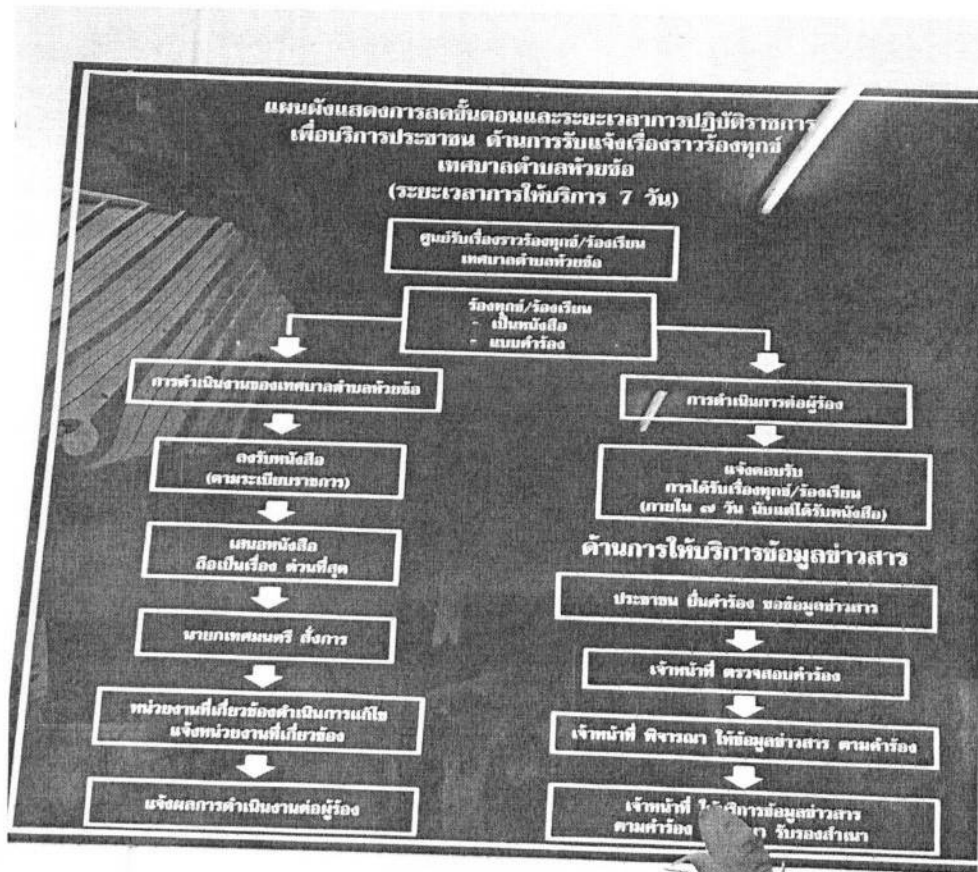 แผนผังแสดงการลดขั้นตอนและระยะเวลาการปฏิบัติราชการ
เพื่อบริการประชาชน ด้านการรับแจ้งเรื่องราวร้องทุกข์
เทศบาลตำบลห้วยข้อ
(ระยะเวลาการให้บริการ 7 วัน)
ศูนย์รับเรื่องราวร้องทุกข์/ร้องเรียน
เทศบาลตำบลห้วยข้อ
ร้องทุกข์/ร้องเรียน
- เป็นหนังสือ
- แบบคำร้อง
การดำเนินงานของเทศบาลตำบลห้วยข้อ
ลงรับหนังสือ
(ตามระเบียบราชการ)
เสนอหนังสือ
ถือเป็นเรื่อง ด่วนที่สุด
นายกเทศมนตรี สั่งการ
หน่วยงานที่เกี่ยวข้องดำเนินการแก้ไข
แจ้งหน่วยงานที่เกี่ยวข้อง
แจ้งผลการดำเนินงานต่อผู้ร้อง
การดำเนินการต่อผู้ร้อง
แจ้งตอบรับ
การได้รับเรื่องทุกข์/ร้องเรียน
(ภายใน ๗ วัน นับแต่ได้รับหนังสือ)
ด้านการให้บริการข้อมูลข่าวสาร
ประชาชน ยื่นคำร้อง ขอข้อมูลข่าวสาร
เจ้าหน้าที่ ตรวจสอบคำร้อง
เจ้าหน้าที่ พิจารณา ให้ข้อมูลข่าวสาร ตามคำร้อง
เจ้าหน้าที่ ให้บริการข้อมูลข่าวสาร
ตามคำร้อง รับรองสำเนา